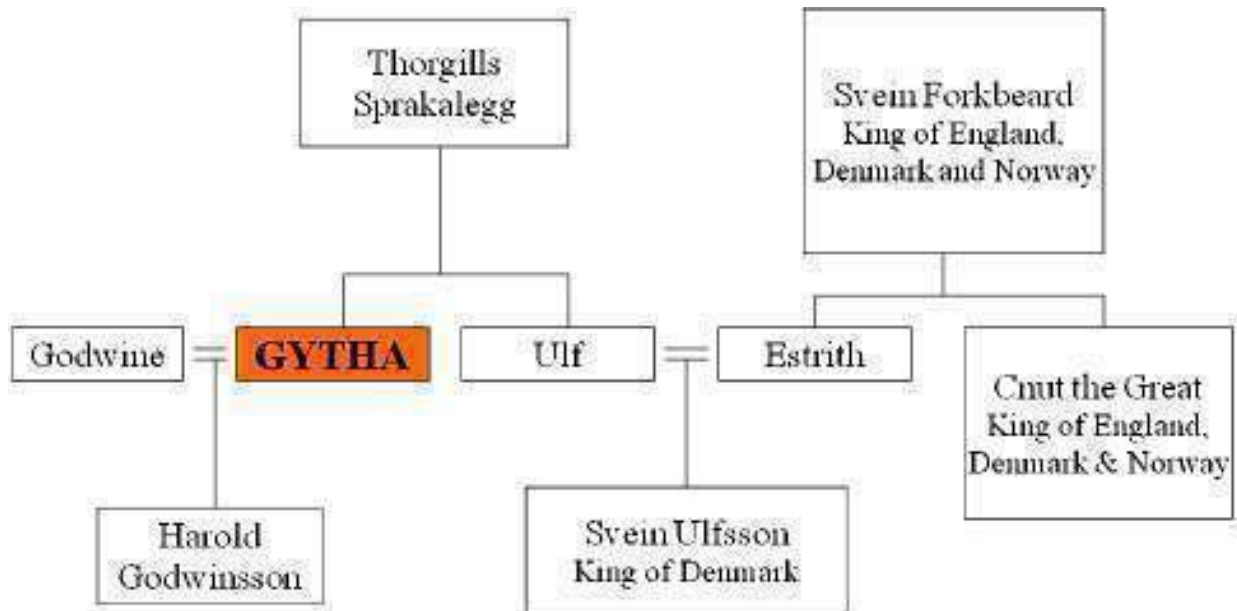 Thorgills
Sprakalegg
Svein Forkbeard
King of England,
Denmark and Norway
Godwine
GYTHA
Ulf
Estrith
Cnut the Great
King of England,
Denmark & Norway
Harold
Godwinsson
Svein Ulfsson
King of Denmark